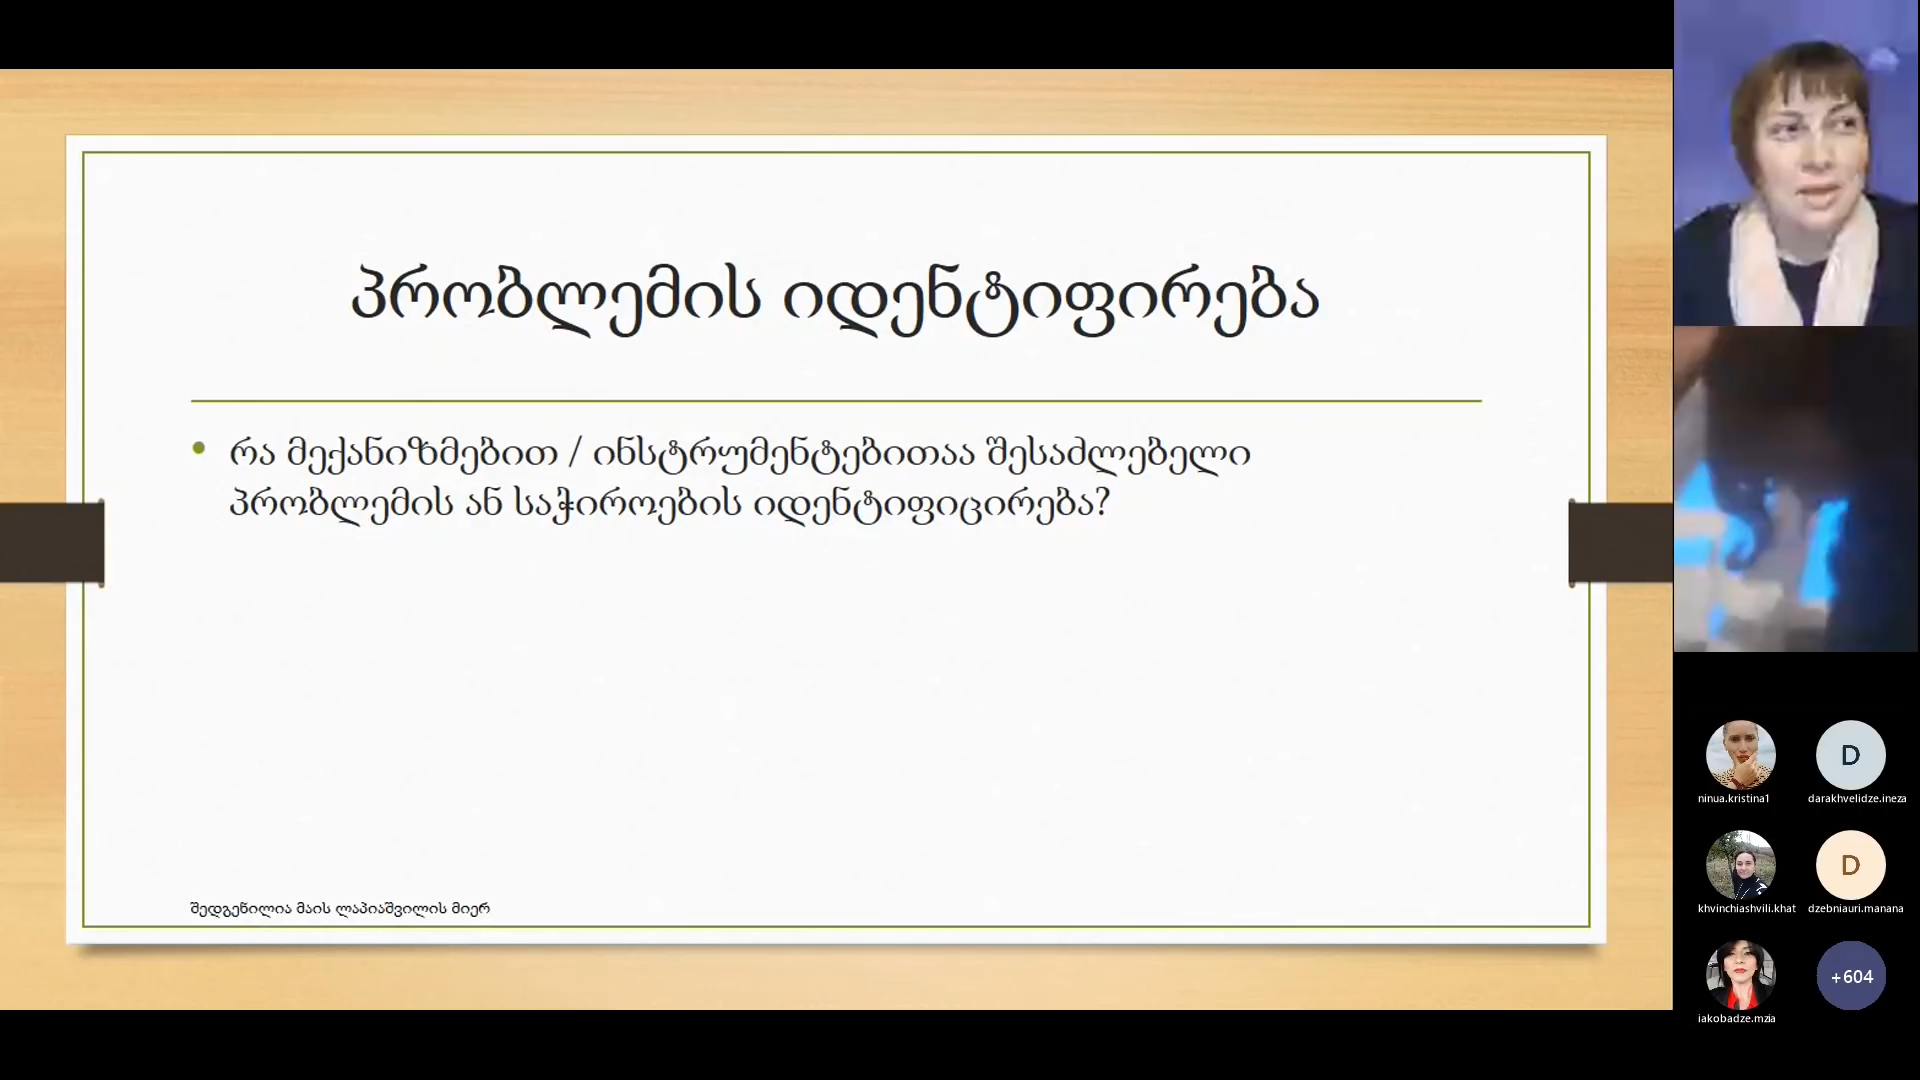 პრობლემის იდენტიფირება
რა მექანიზმებით / ინსტრუმენტებითაა შესაძლებელი
პრობლემის ან საჭიროების იდენტიფიცირება?
შედგენილია მაის ლაპიაშვილის მიერ
D
ninua.kristina1
darakhvelidze.ineza
D
khvinchiashvili.khat
dzebniauri.manana
+604
iakobadze.mzia